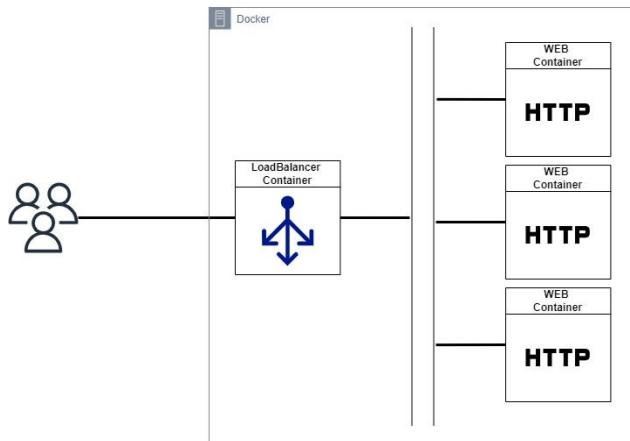 Docker
WEB
Container
HTTP
LoadBalancer
Container
WEB
Container
HTTP
WEB
Container
HTTP